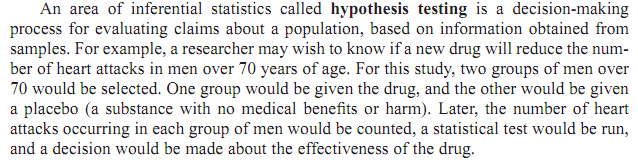 An area of inferential statistics called hypothesis testing is a decision-making
process for evaluating claims about a population, based on information obtained from
samples. For example, a researcher may wish to know if a new drug will reduce the num-
ber of heart attacks in men over 70 years of age. For this study, two groups of men over
70 would be selected. One group would be given the drug, and the other would be given
a placebo (a substance with no medical benefits or harm). Later, the number of heart
attacks occurring in each group of men would be counted, a statistical test would be run,
and a decision would be made about the effectiveness of the drug.